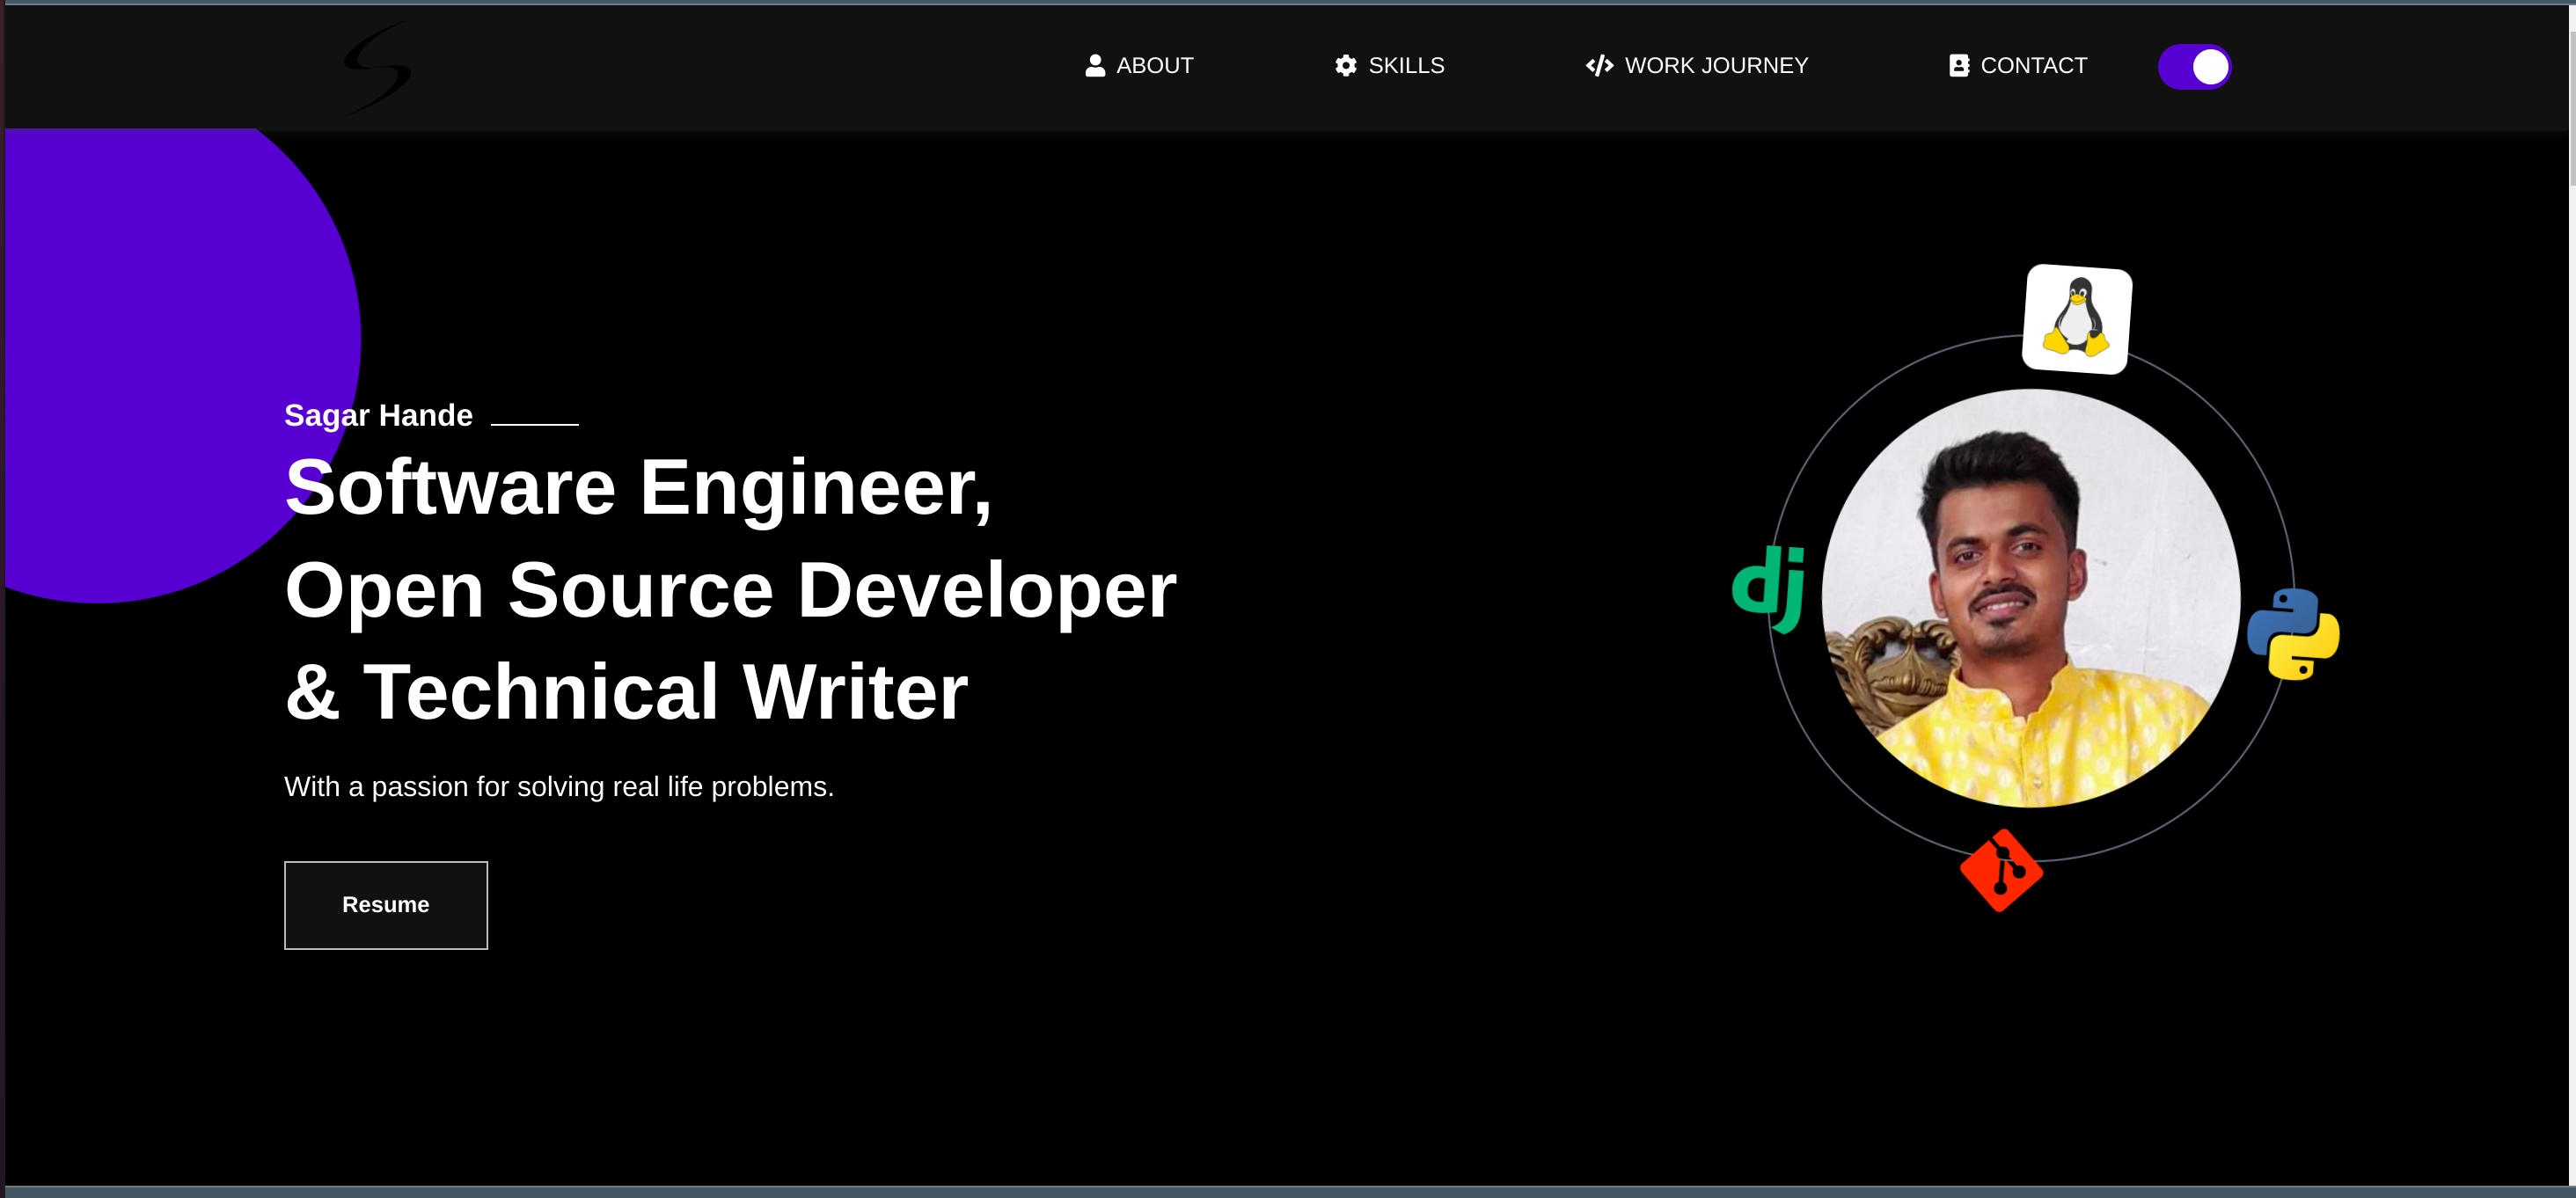 ABOUT
SKILLS
WORK JOURNEY
CONTACT
Sagar Hande
Software Engineer,
Open Source Developer
& Technical Writer
With a passion for solving real life problems.
Resume
dj